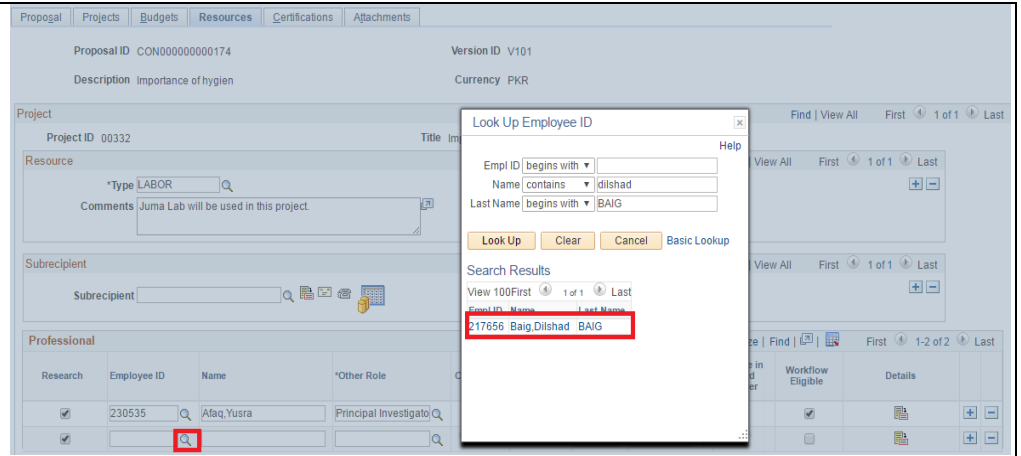 Proposal Projects Budgets Resources Certifications Attachments
Proposal ID CON000000000174 Version ID V101
Description Importance of hygien Currency PKR
Project Find | View All First 1 of 1 Last
Project ID 00332 Title
Resource View All First 1 of 1 Last
*Type LABOR
Comments Juma Lab will be used in this project.
Subrecipient View All First 1 of 1 Last
Subrecipient
Professional Find | First 1-2 of 2 Last
Research Employee ID Name *Other Role Workflow Eligible Details
230535 Afaq,Yusra Principal Investigato
Look Up Employee ID
Help
Empl ID begins with
Name contains dilshad
Last Name begins with BAIG
Look Up Clear Cancel Basic Lookup
Search Results
View 100 First 1 of 1 Last
Empl ID Name Last Name
217656 Baig,Dilshad BAIG